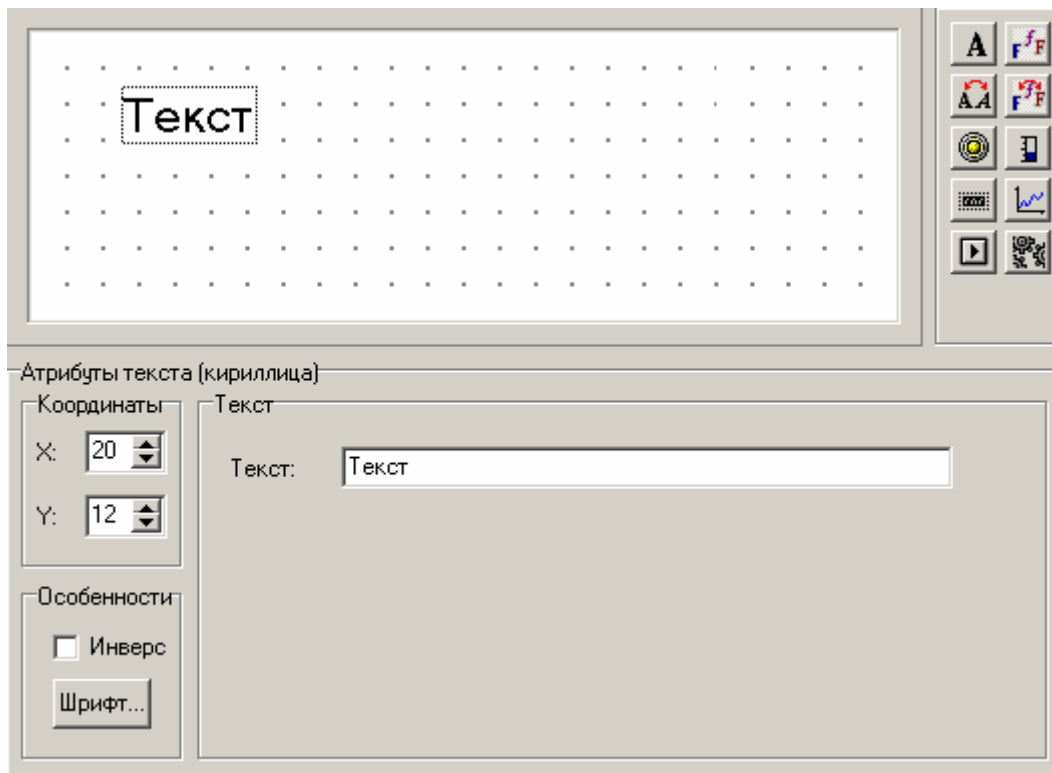 Текст
Атрибуты текста (кириллица)
Координаты
X: 20
Y: 12
Особенности
Инверс
Шрифт...
Текст
Текст: Текст